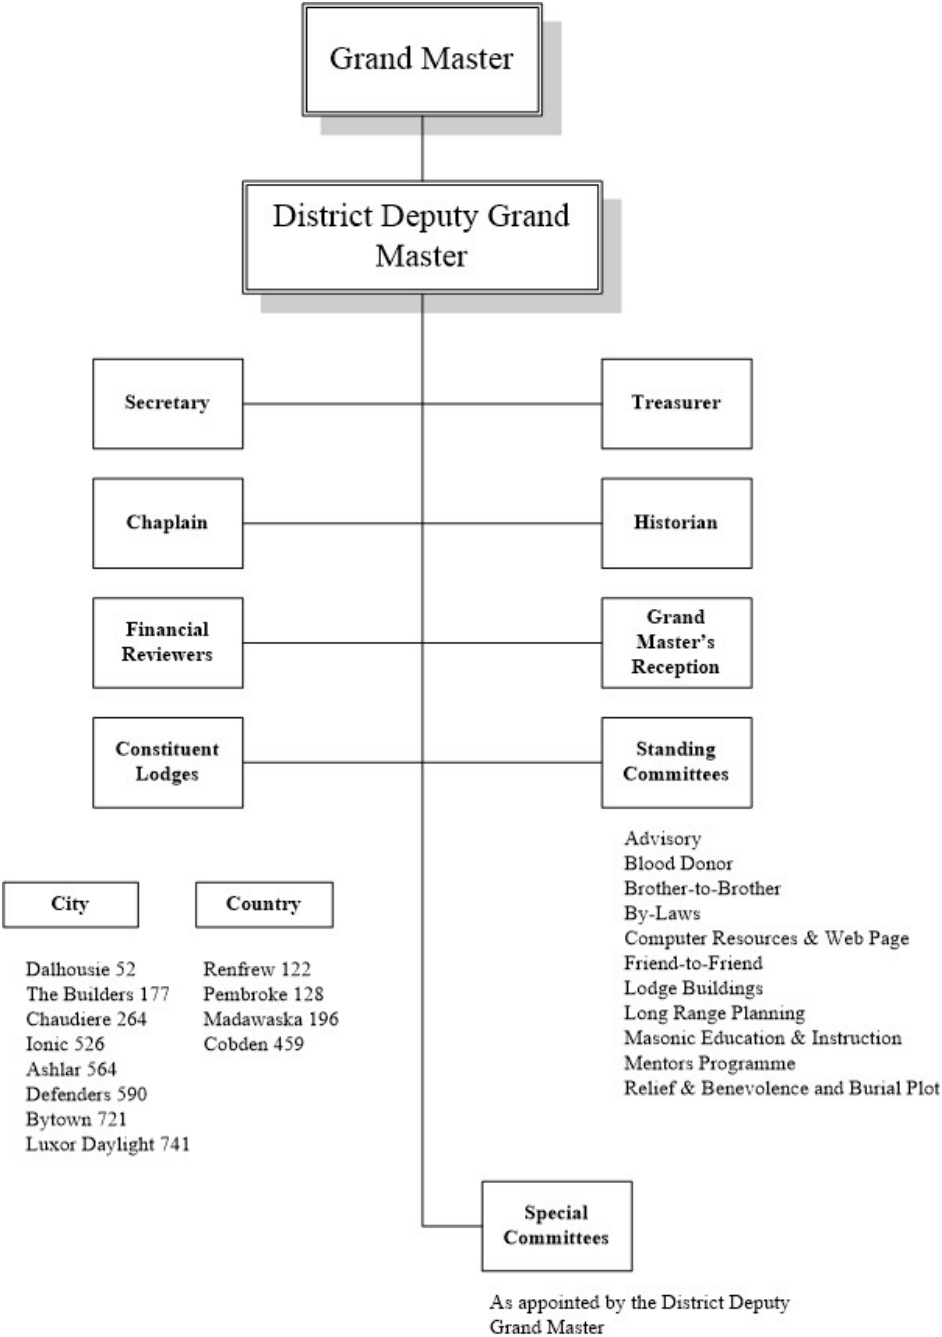 Grand Master
District Deputy Grand
Master
Secretary
Treasurer
Chaplain
Historian
Financial
Reviewers
Grand
Master’s
Reception
Constituent
Lodges
Standing
Committees
Advisory
Blood Donor
Brother-to-Brother
By-Laws
Computer Resources & Web Page
Friend-to-Friend
Lodge Buildings
Long Range Planning
Masonic Education & Instruction
Mentors Programme
Relief & Benevolence and Burial Plot
City
Dalhousie 52
The Builders 177
Chaudiere 264
Ionic 526
Ashlar 564
Defenders 590
Bytown 721
Luxor Daylight 741
Country
Renfrew 122
Pembroke 128
Madawaska 196
Cobden 459
Special
Committees
As appointed by the District Deputy
Grand Master